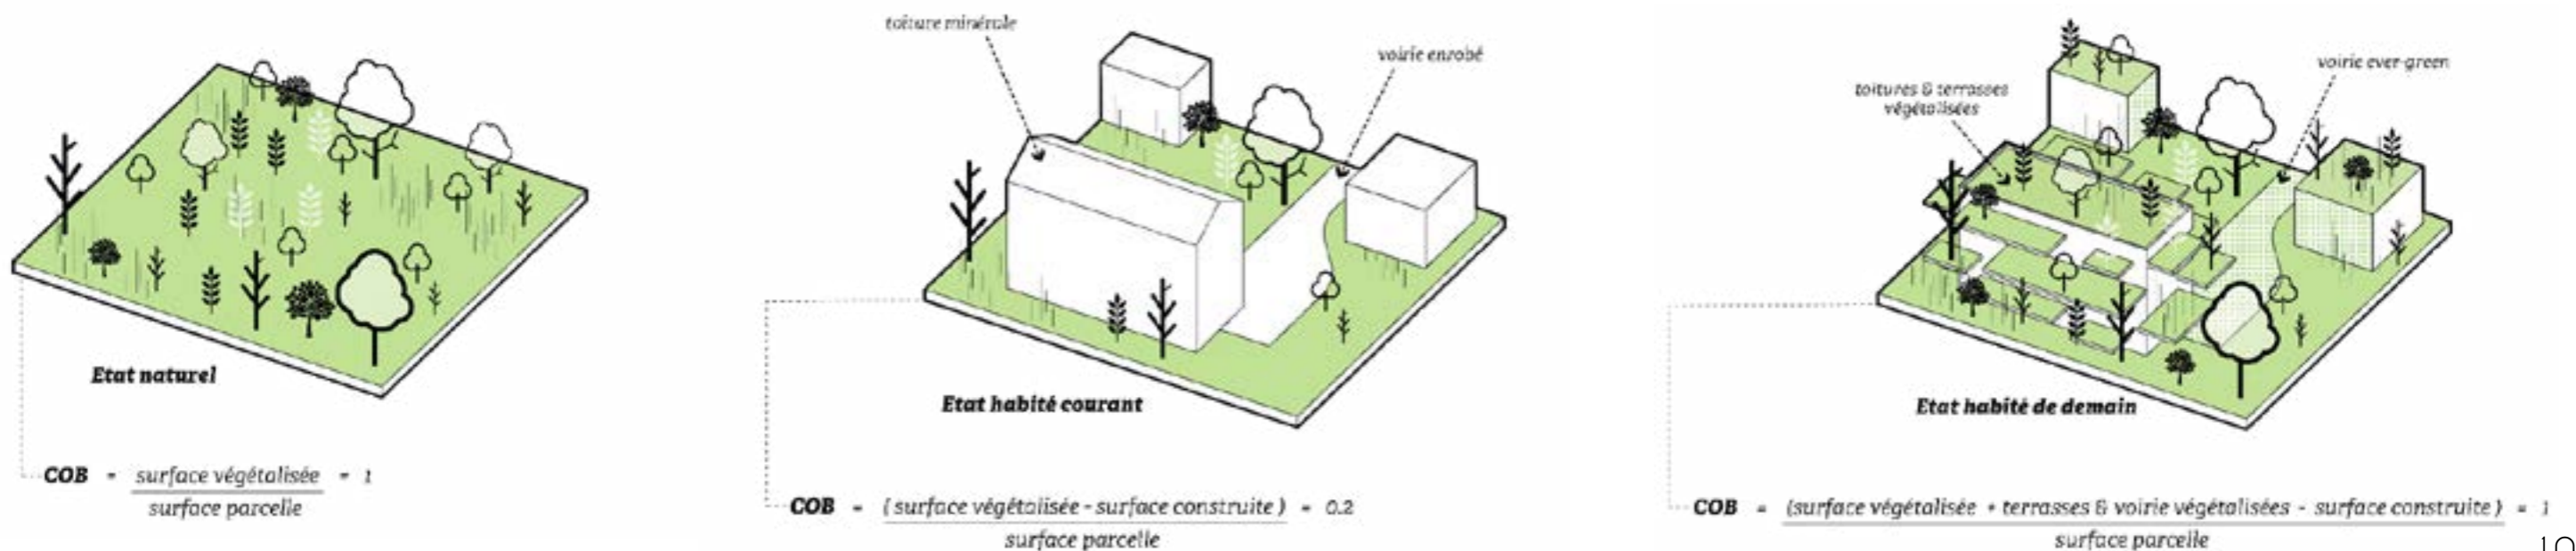 Etat naturel
COB = surface végétalisée = 1
surface parcelle
toiture minérale
voirie enrobé
Etat habité courant
COB = ( surface végétalisée - surface construite ) = 0.2
surface parcelle
toitures & terrasses
végétalisées
voirie ever-green
Etat habité de demain
COB = (surface végétalisée + terrasses & voirie végétalisées - surface construite ) = 1
surface parcelle